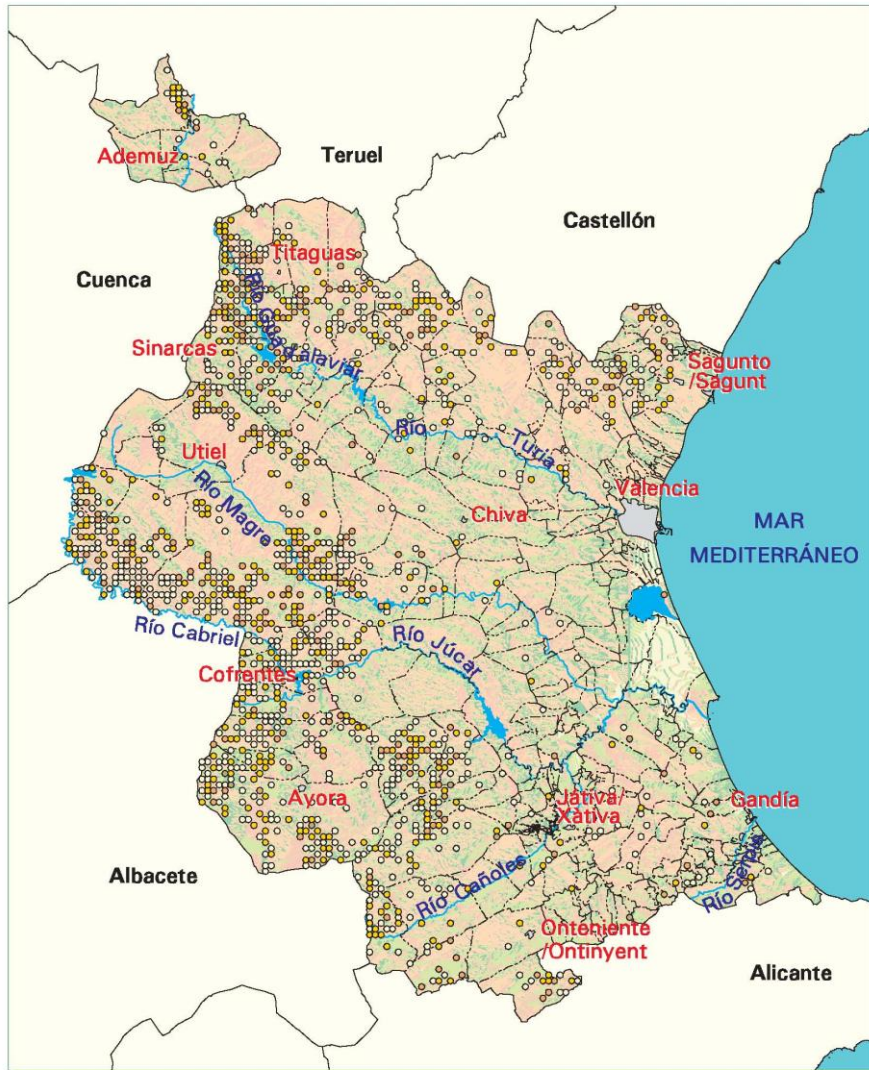 Ademuz
Teruel
Castellón
Cuenca
Titaguas
Río Guadalaviar
Sinarcas
Sagunto
/Sagunt
Río
Turia
Utiel
Río Magre
Chiva
Valencia
MAR
MEDITERRÁNEO
Río Cabriel
Río Júcar
Cofrentes
Ayora
Játiva/
Xàtiva
Gandía
Albacete
Río Cañoles
Río Serpis
Onteniente
/Ontinyent
Alicante